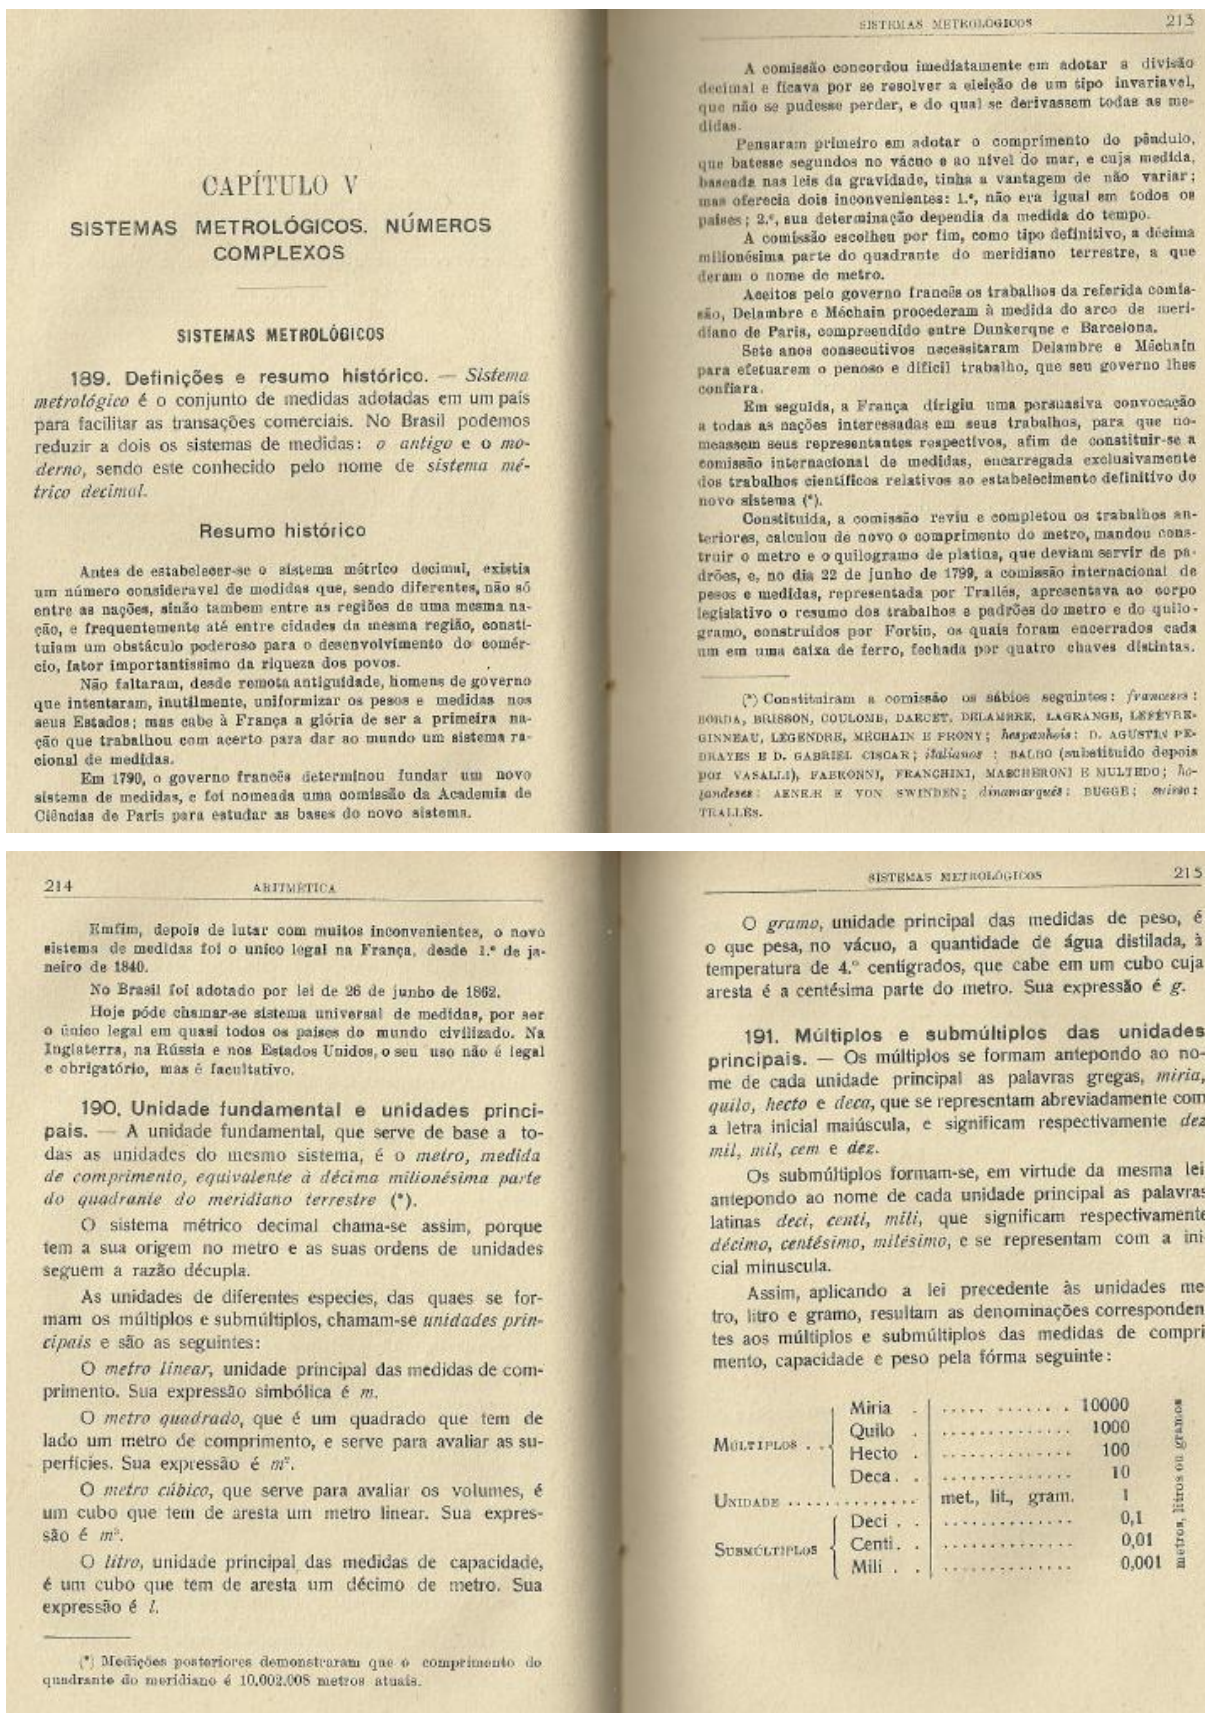 CAPÍTULO V
SISTEMAS METROLÓGICOS. NÚMEROS
COMPLEXOS
SISTEMAS METROLÓGICOS
189. Definições e resumo histórico. — Sistema
metrológico é o conjunto de medidas adotadas em um país
para facilitar as transações comerciais. No Brasil podemos
reduzir a dois os sistemas de medidas: o antigo e o mo-
derno, sendo este conhecido pelo nome de sistema mé-
trico decimal.
Resumo histórico
Antes de estabelecer-se o sistema métrico decimal, existia
um número consideravel de medidas que, sendo diferentes, não só
entre as nações, sinão tambem entre as regiões de uma mesma na-
ção, e frequentemente até entre cidades da mesma região, consti-
tuiam um obstáculo poderoso para o desenvolvimento do comér-
cio, fator importantissimo da riqueza dos povos.
Não faltaram, desde remota antiguidade, homens de governo
que intentaram, inutilmente, uniformizar os pesos e medidas nos
seus Estados; mas cabe à França a glória de ser a primeira na-
ção que trabalhou com acerto para dar ao mundo um sistema ra-
cional de medidas.
Em 1790, o governo francês determinou fundar um novo
sistema de medidas, e foi nomeada uma comissão da Academia de
Ciências de Paris para estudar as bases do novo sistema.
SISTEMAS METROLÓGICOS 213
A comissão concordou imediatamente em adotar a divisão
decimal e ficava por se resolver a eleição de um tipo invariavel,
que não se pudesse perder, e do qual se derivassem todas as me-
didas.
Pensaram primeiro em adotar o comprimento do pêndulo,
que batesse segundos no vácuo e ao nivel do mar, e cuja medida,
baseada nas leis da gravidade, tinha a vantagem de não variar;
mas oferecia dois inconvenientes: 1.º, não era igual em todos os
paises; 2.º, sua determinação dependia da medida do tempo.
A comissão escolheu por fim, como tipo definitivo, a décima
milionésima parte do quadrante do meridiano terrestre, a que
deram o nome de metro.
Aceitos pelo governo francês os trabalhos da referida comis-
são, Delambre e Méchain procederam à medida do arco de meri-
diano de Paris, compreendido entre Dunkerque e Barcelona.
Sete anos consecutivos necessitaram Delambre e Méchain
para efetuarem o penoso e dificil trabalho, que seu governo lhes
confiara.
Em seguida, a França dirigiu uma persuasiva convocação
a todas as nações interessadas em seus trabalhos, para que no-
meassem seus representantes respectivos, afim de constituir-se a
comissão internacional de medidas, encarregada exclusivamente
dos trabalhos científicos relativos ao estabelecimento definitivo do
novo sistema (*).
Constituida, a comissão reviu e completou os trabalhos an-
teriores, calculou de novo o comprimento do metro, mandou cons-
truir o metro e o quilogramo de platina, que deviam servir de pa-
drões, e, no dia 22 de junho de 1799, a comissão internacional de
pesos e medidas, representada por Trallès, apresentava ao corpo
legislativo o resumo dos trabalhos e padrões do metro e do quilo-
gramo, construidos por Fortin, os quais foram encerrados cada
um em uma caixa de ferro, fechada por quatro chaves distintas.
(*) Constituiram a comissão os sábios seguintes: franceses:
BORDA, BRISSON, COULOMB, DARCET, DELAMBRE, LAGRANGE, LEFÈVRE-
GINNEAU, LEGENDRE, MÉCHAIN E PRONY; hespanhois: D. AGUSTIN PE-
DRAYES E D. GABRIEL CISCAR; italianos: BALBO (substituido depois
por VASALLI), FABRONNI, FRANCHINI, MASCHERONI E MULTEDO; ho-
landeses: AENEÆ E VON SWINDEN; dinamarquês: BUGGE; suisso:
TRALLÈS.
214 ARITMÉTICA
Emfim, depois de lutar com muitos inconvenientes, o novo
sistema de medidas foi o unico legal na França, desde 1.º de ja-
neiro de 1840.
No Brasil foi adotado por lei de 26 de junho de 1862.
Hoje póde chamar-se sistema universal de medidas, por ser
o único legal em quasi todos os paises do mundo civilizado. Na
Inglaterra, na Rússia e nos Estados Unidos, o seu uso não é legal
e obrigatório, mas é facultativo.
190. Unidade fundamental e unidades princi-
pais. — A unidade fundamental, que serve de base a to-
das as unidades do mesmo sistema, é o metro, medida
de comprimento, equivalente à décima milionésima parte
do quadrante do meridiano terrestre (*).
O sistema métrico decimal chama-se assim, porque
tem a sua origem no metro e as suas ordens de unidades
seguem a razão décupla.
As unidades de diferentes especies, das quaes se for-
mam os múltiplos e submúltiplos, chamam-se unidades prin-
cipais e são as seguintes:
O metro linear, unidade principal das medidas de com-
primento. Sua expressão simbólica é m.
O metro quadrado, que é um quadrado que tem de
lado um metro de comprimento, e serve para avaliar as su-
perfícies. Sua expressão é m².
O metro cúbico, que serve para avaliar os volumes, é
um cubo que tem de aresta um metro linear. Sua expres-
são é m³.
O litro, unidade principal das medidas de capacidade,
é um cubo que tem de aresta um décimo de metro. Sua
expressão é l.
(*) Medições posteriores demonstraram que o comprimento do
quadrante do meridiano é 10.002.008 metros atuais.
SISTEMAS METROLÓGICOS 215
O gramo, unidade principal das medidas de peso, é
o que pesa, no vácuo, a quantidade de água distilada, à
temperatura de 4.º centigrados, que cabe em um cubo cuja
aresta é a centésima parte do metro. Sua expressão é g.
191. Múltiplos e submúltiplos das unidades
principais. — Os múltiplos se formam antepondo ao no-
me de cada unidade principal as palavras gregas, miria,
quilo, hecto e deca, que se representam abreviadamente com
a letra inicial maiúscula, e significam respectivamente dez
mil, mil, cem e dez.
Os submúltiplos formam-se, em virtude da mesma lei
antepondo ao nome de cada unidade principal as palavras
latinas deci, centi, mili, que significam respectivamente
décimo, centésimo, milésimo, e se representam com a ini-
cial minuscula.
Assim, aplicando a lei precedente às unidades me
tro, litro e gramo, resultam as denominações corresponden
tes aos múltiplos e submúltiplos das medidas de compri
mento, capacidade e peso pela fórma seguinte:
MÚLTIPLOS . .
Miria . ..... ........ 10000
Quilo . .............. 1000
Hecto . .............. 100
Deca. . .............. 10
UNIDADE .............. met., lit., gram. 1
SUBMÚLTIPLOS
Deci . . .............. 0,1
Centi. . .............. 0,01
Mili . . .............. 0,001
metros, litros ou gramos